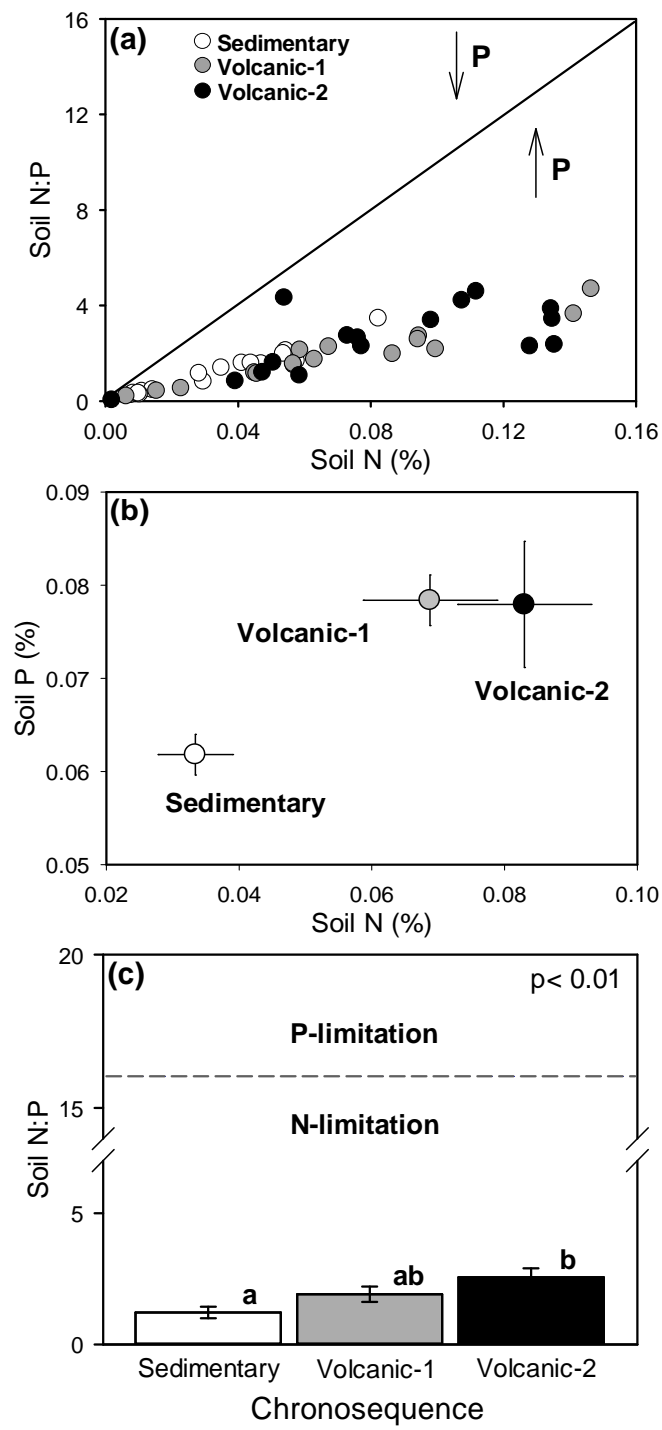 (a)
Sedimentary
Volcanic-1
Volcanic-2
P
P
16
12
8
4
0
Soil N:P
0.00 0.04 0.08 0.12 0.16
Soil N (%)
(b)
0.09
0.08
0.07
0.06
0.05
Soil P (%)
Volcanic-1
Volcanic-2
Sedimentary
0.02 0.04 0.06 0.08 0.10
Soil N (%)
(c)
p< 0.01
20
15
5
0
Soil N:P
P-limitation
N-limitation
a
ab
b
Sedimentary Volcanic-1 Volcanic-2
Chronosequence